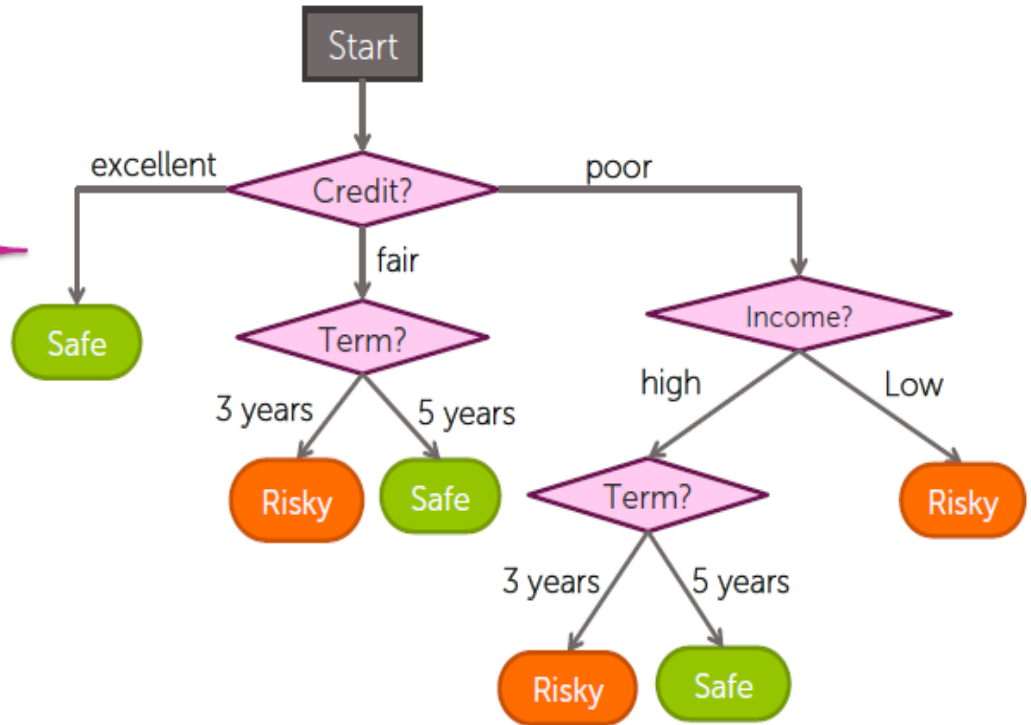 Start
excellent
Credit?
poor
fair
Safe
Term?
Income?
3 years
5 years
high
Low
Risky
Safe
Term?
Risky
3 years
5 years
Risky
Safe